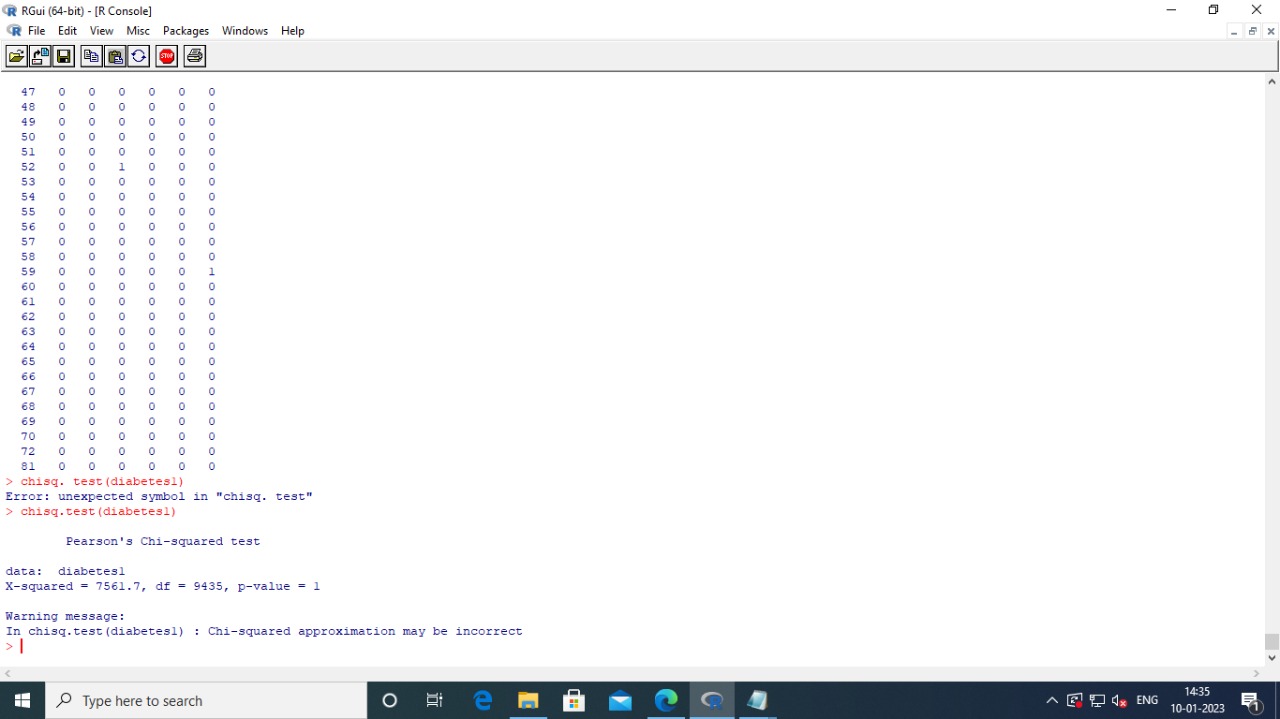 RGui (64-bit) - [R Console]
File Edit View Misc Packages Windows Help
STOP
47 0 0 0 0 0 0
48 0 0 0 0 0 0
49 0 0 0 0 0 0
50 0 0 0 0 0 0
51 0 0 0 0 0 0
52 0 0 1 0 0 0
53 0 0 0 0 0 0
54 0 0 0 0 0 0
55 0 0 0 0 0 0
56 0 0 0 0 0 0
57 0 0 0 0 0 0
58 0 0 0 0 0 0
59 0 0 0 0 0 1
60 0 0 0 0 0 0
61 0 0 0 0 0 0
62 0 0 0 0 0 0
63 0 0 0 0 0 0
64 0 0 0 0 0 0
65 0 0 0 0 0 0
66 0 0 0 0 0 0
67 0 0 0 0 0 0
68 0 0 0 0 0 0
69 0 0 0 0 0 0
70 0 0 0 0 0 0
72 0 0 0 0 0 0
81 0 0 0 0 0 0
> chisq. test(diabetes1)
Error: unexpected symbol in "chisq. test"
> chisq.test(diabetes1)
Pearson's Chi-squared test
data: diabetes1
X-squared = 7561.7, df = 9435, p-value = 1
Warning message:
In chisq.test(diabetes1) : Chi-squared approximation may be incorrect
>
Type here to search
ENG
14:35
10-01-2023
1